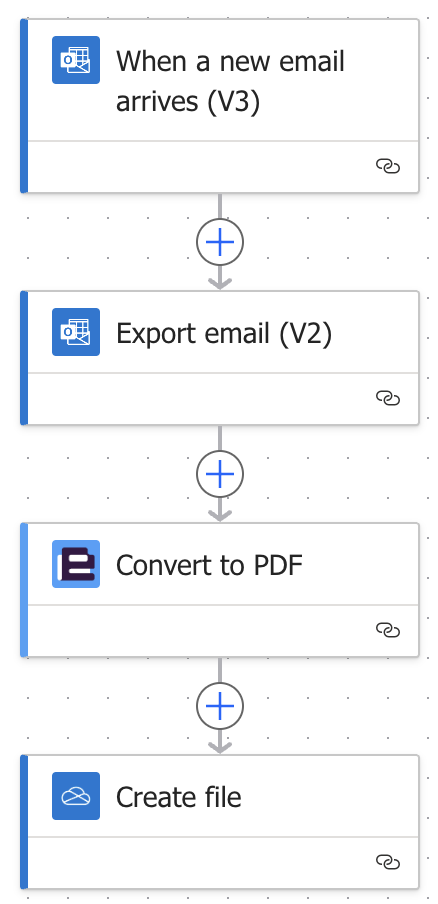 When a new email
arrives (V3)
Export email (V2)
Convert to PDF
Create file